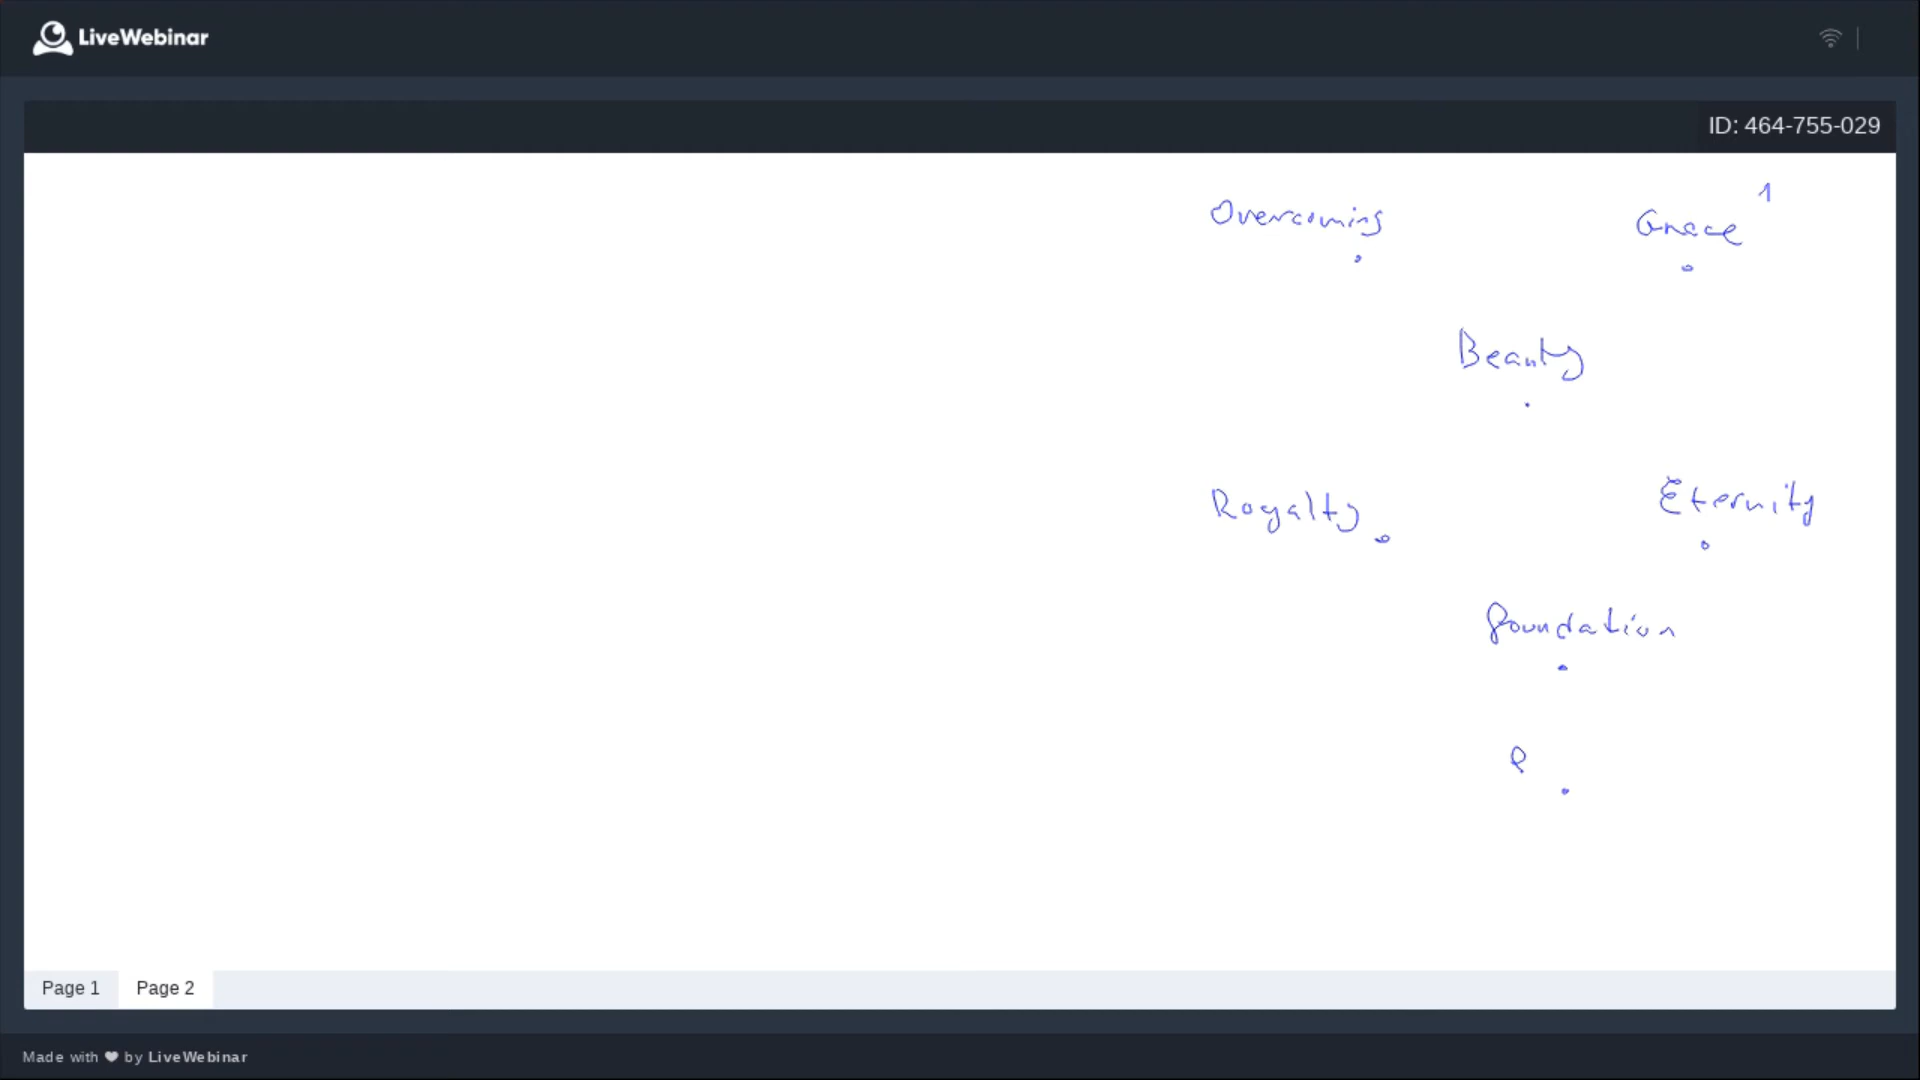 LiveWebinar
ID: 464-755-029
1
Overcoming
Grace
Beauty
Royalty
Eternity
foundation
Page 1
Page 2
Made with ❤ by LiveWebinar